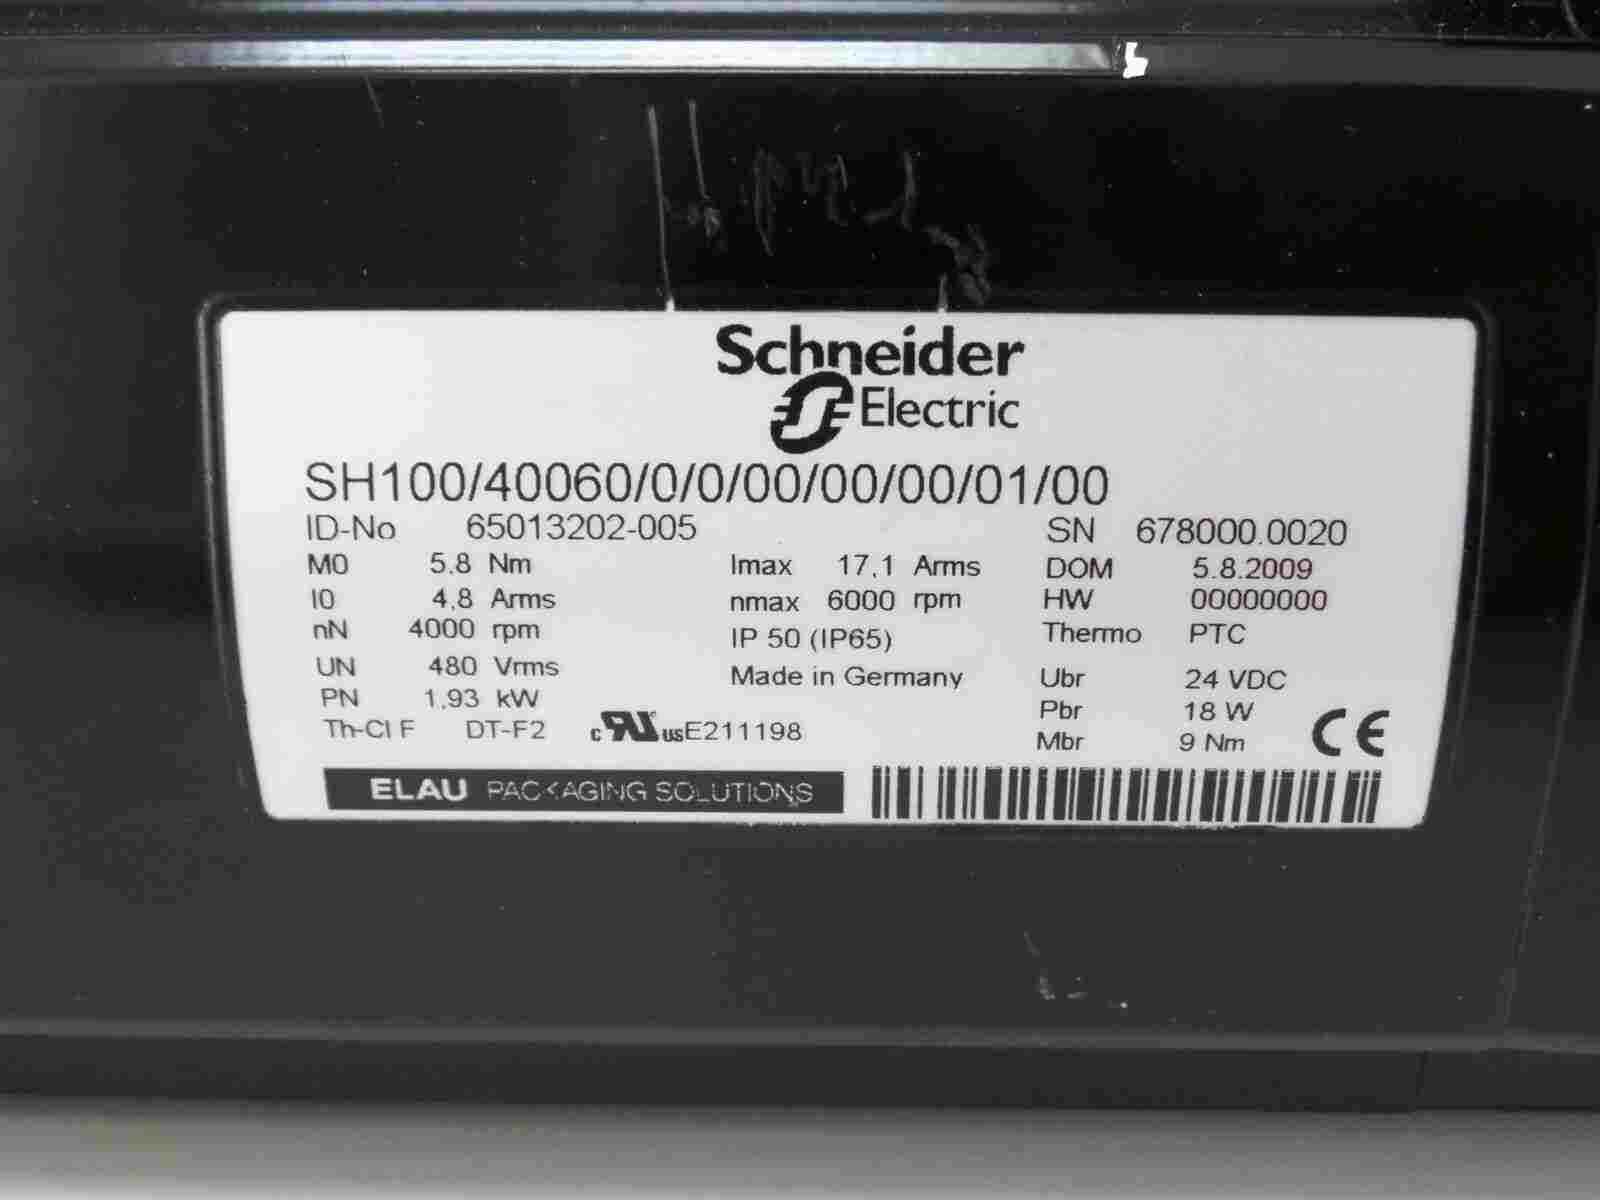 Schneider
Electric
SH100/40060/0/0/00/00/00/01/00
ID-No 65013202-005 SN 678000.0020
M0 5.8 Nm Imax 17,1 Arms DOM 5.8.2009
I0 4,8 Arms nmax 6000 rpm HW 00000000
nN 4000 rpm IP 50 (IP65) Thermo PTC
UN 480 Vrms Made in Germany Ubr 24 VDC
PN 1,93 kW Pbr 18 W
Th-Cl F DT-F2 c RU us E211198 Mbr 9 Nm CE
ELAU PACKAGING SOLUTIONS